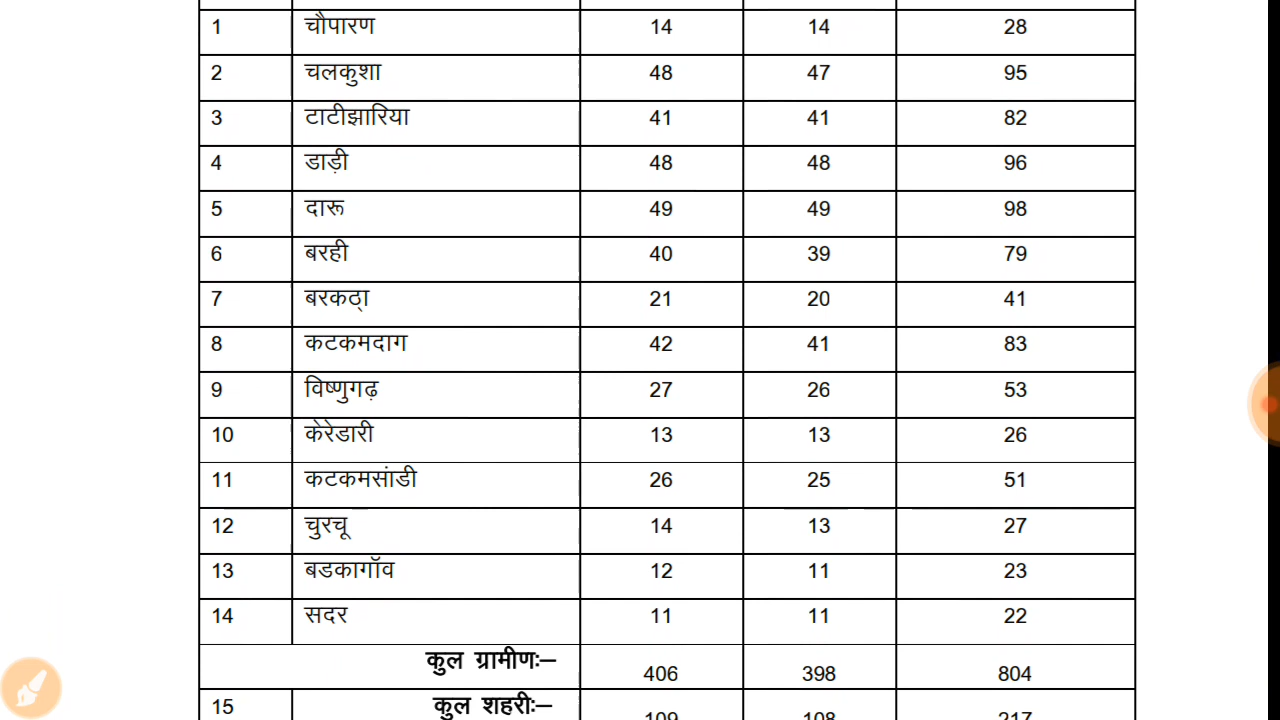 1 चौपारण 14 14 28
2 चलकुशा 48 47 95
3 टाटीझारिया 41 41 82
4 डाड़ी 48 48 96
5 दारू 49 49 98
6 बरही 40 39 79
7 बरकठा् 21 20 41
8 कटकमदाग 42 41 83
9 विष्णुगढ़ 27 26 53
10 केरेडारी 13 13 26
11 कटकमसांडी 26 25 51
12 चुरचू 14 13 27
13 बडकागॉव 12 11 23
14 सदर 11 11 22
कुल ग्रामीणः– 406 398 804
15 कुल शहरीः– 109 108 217